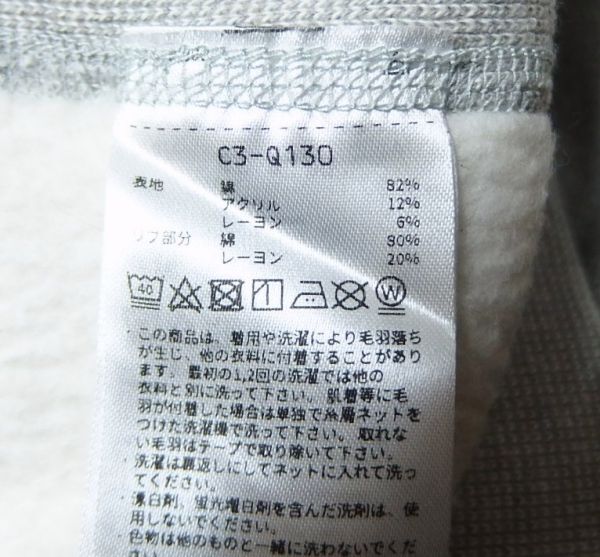 C3-Q130
表地 綿 82%
アクリル 12%
レーヨン 6%
リブ部分 綿 80%
レーヨン 20%
40 W
・この商品は、着用や洗濯により毛羽落ち
が生じ、他の衣料に付着することがあり
ます。最初の1,2回の洗濯では他の
衣料と別に洗って下さい。肌着等に毛
羽が付着した場合は単独で糸屑ネットを
つけた洗濯機で洗って下さい。取れな
い毛羽はテープで取り除いて下さい。
・洗濯は裏返しにしてネットに入れて洗っ
てください。
・漂白剤、蛍光増白剤を含んだ洗剤は、使
用しないでください。
・色物は他のものと一緒に洗わないでくだ
さい。